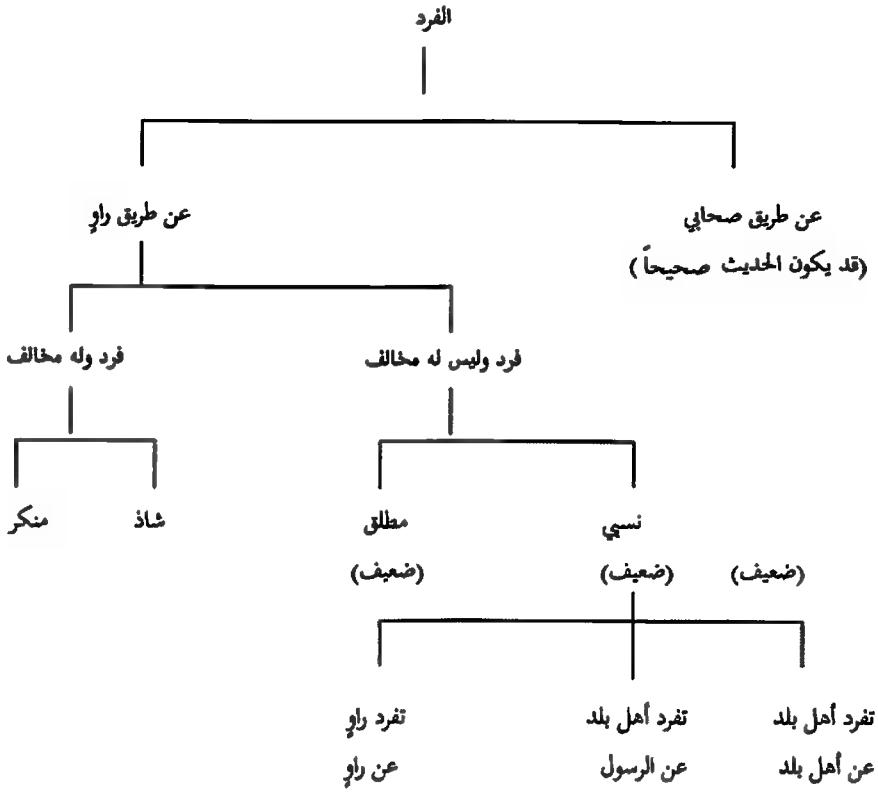 الفرد
عن طريق صحابي
(قد يكون الحديث صحيحاً)
عن طريق راوٍ
فرد وليس له مخالف
فرد وله مخالف
نسبي
مطلق
شاذ
منكر
(ضعيف)
(ضعيف)
(ضعيف)
تفرد أهل بلد
عن أهل بلد
تفرد أهل بلد
عن الرسول
تفرد راوٍ
عن راوٍ